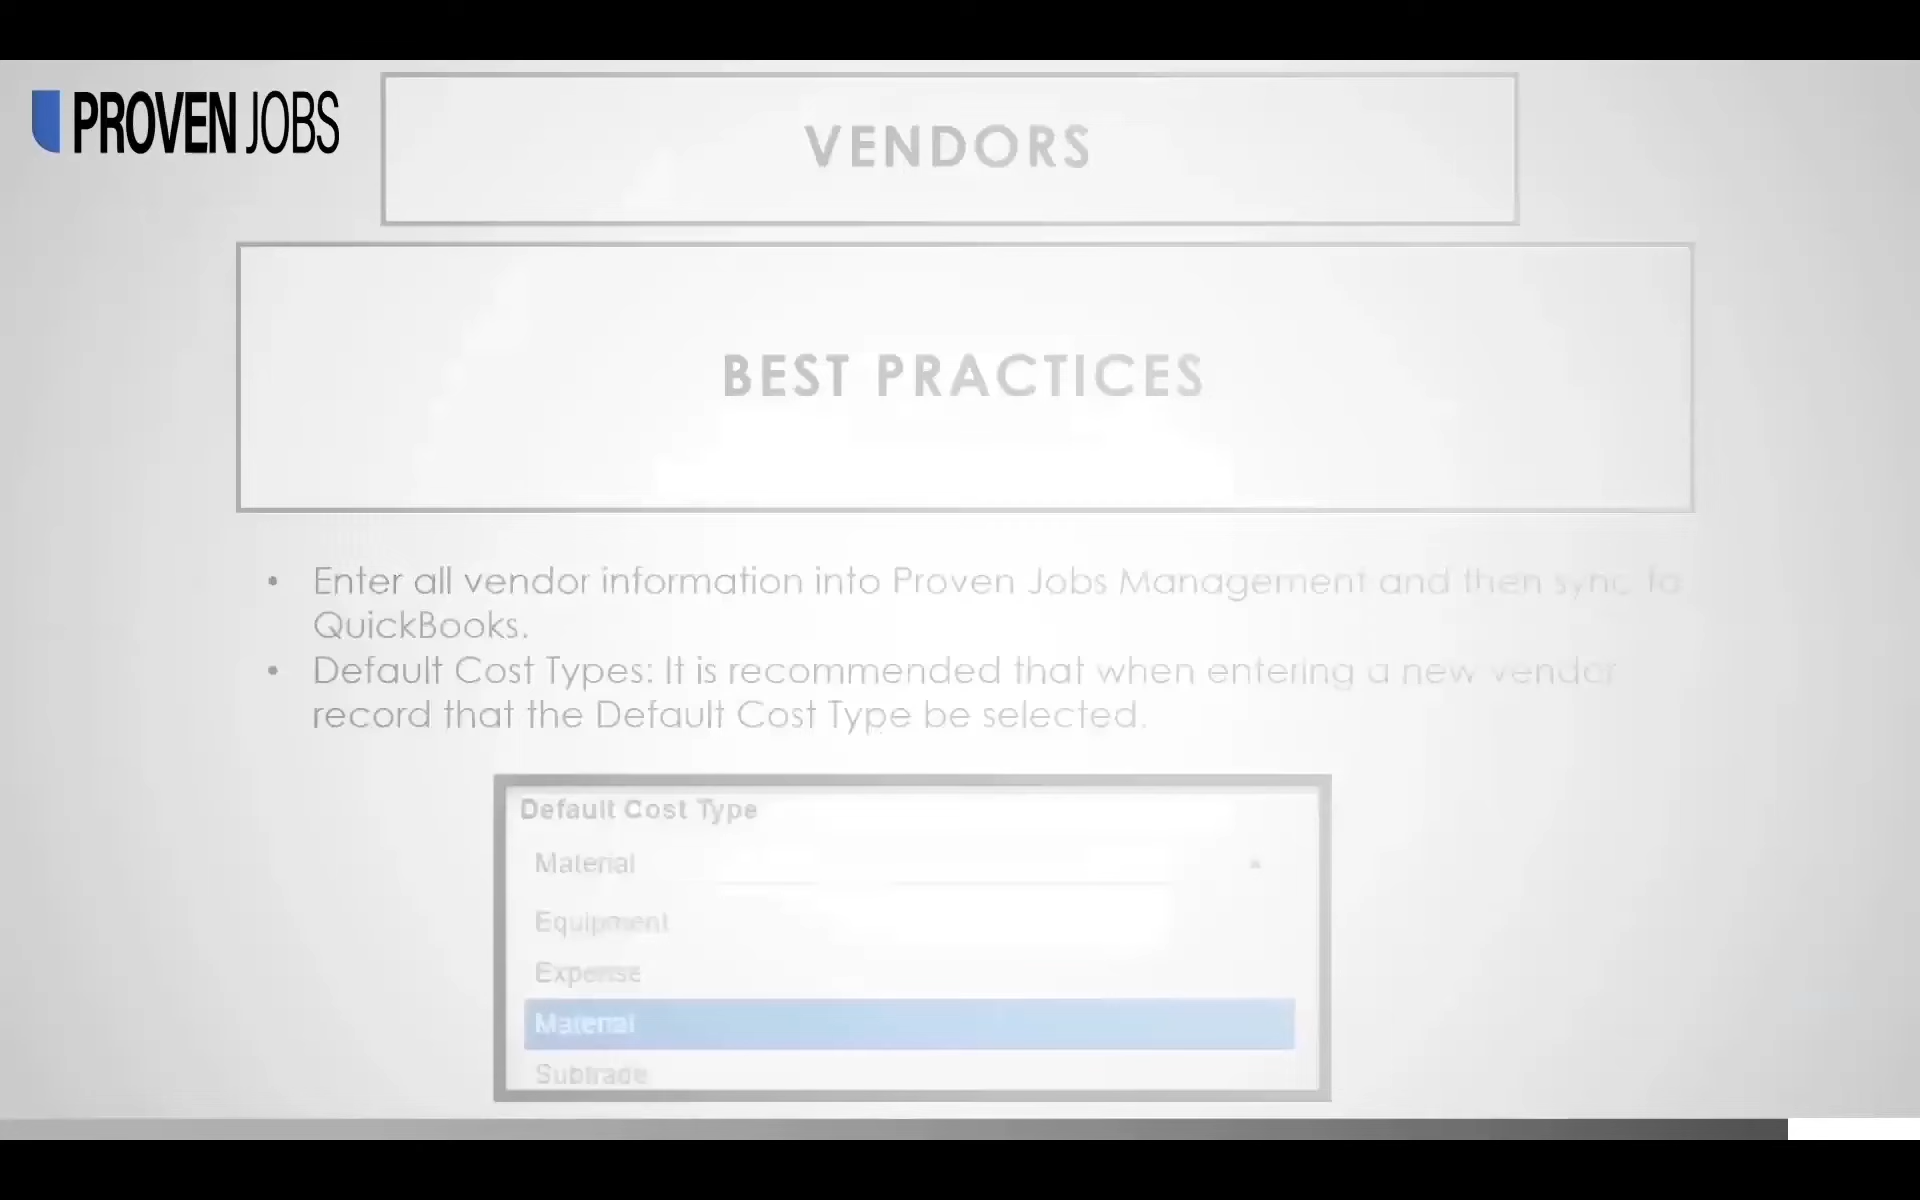 PROVEN JOBS
VENDORS
BEST PRACTICES
• Enter all vendor information into Proven Jobs Management and then sync to
QuickBooks.
• Default Cost Types: It is recommended that when entering a new vendor
record that the Default Cost Type be selected.
Default Cost Type
Material
Equipment
Expense
Material
Subtrade